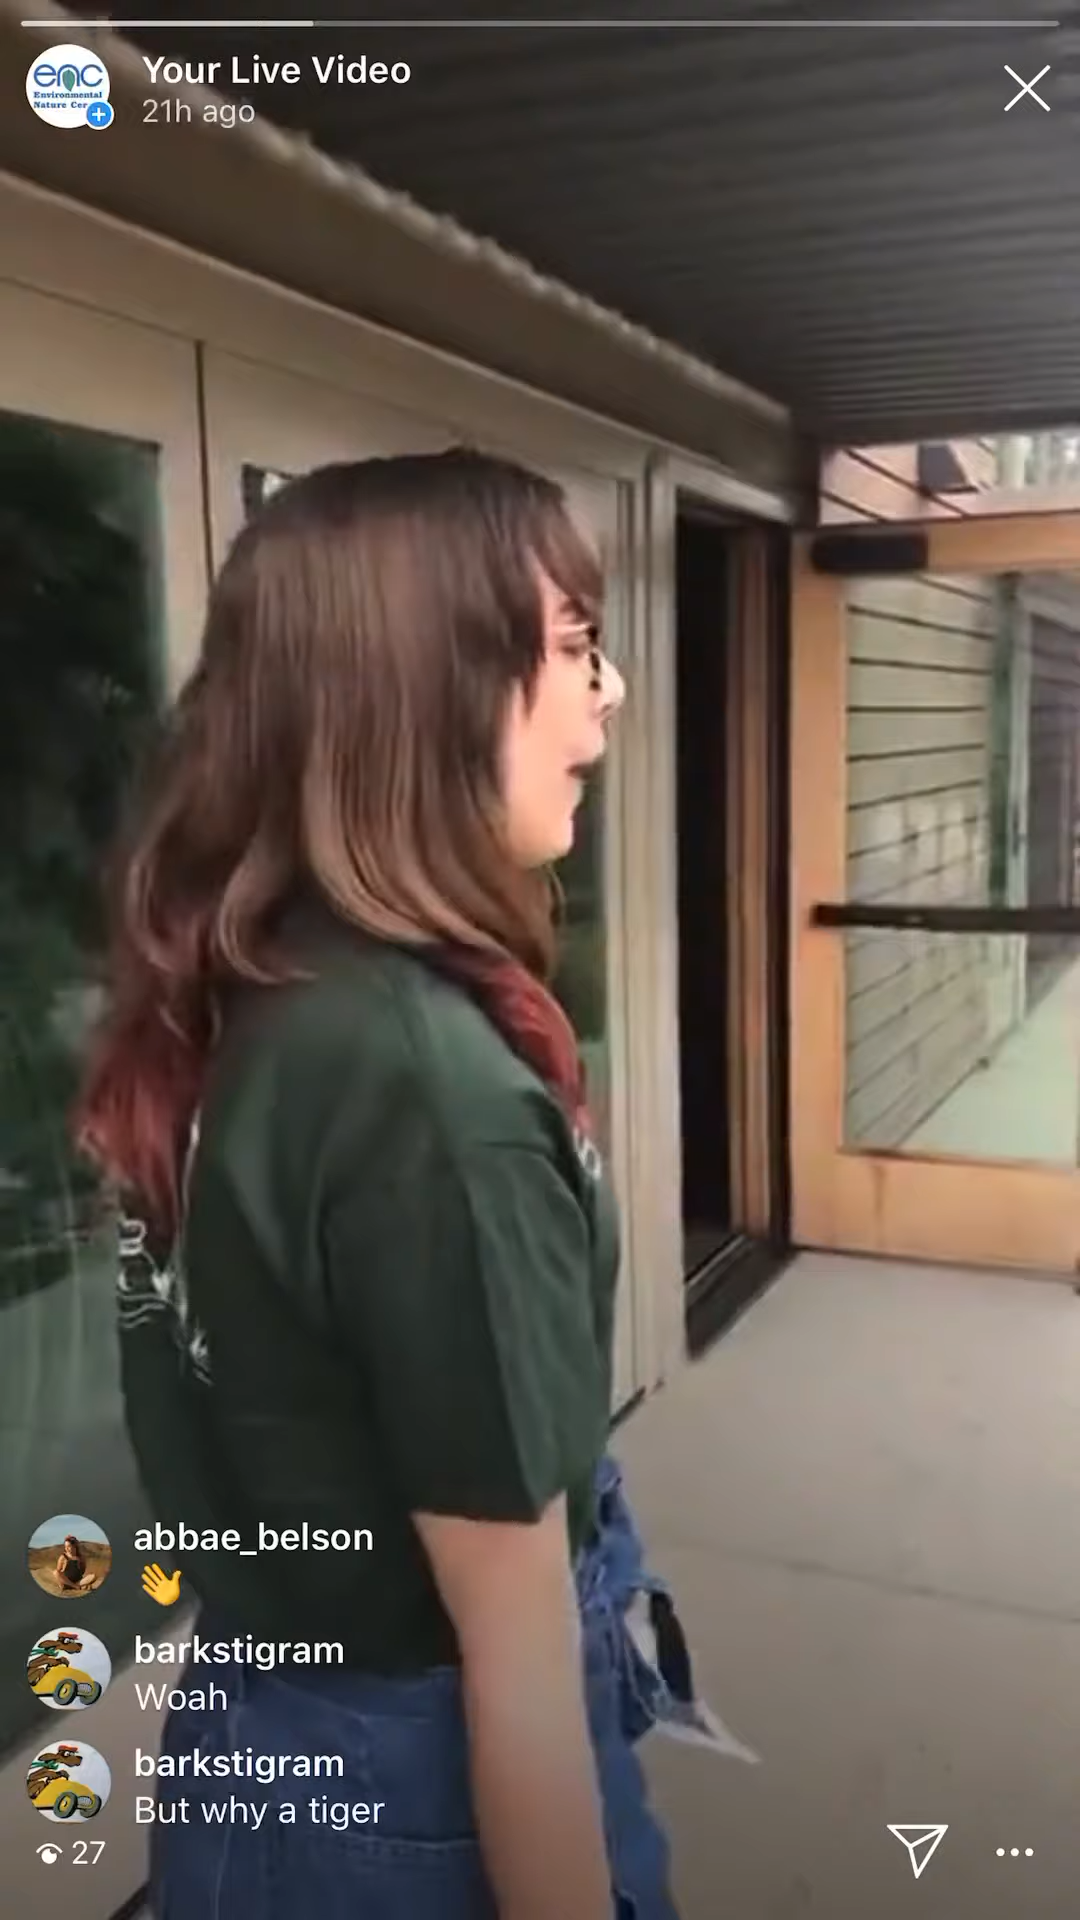 enc
Environmental
Nature Cen
Your Live Video
21h ago
abbae_belson
👋
barkstigram
Woah
barkstigram
But why a tiger
27